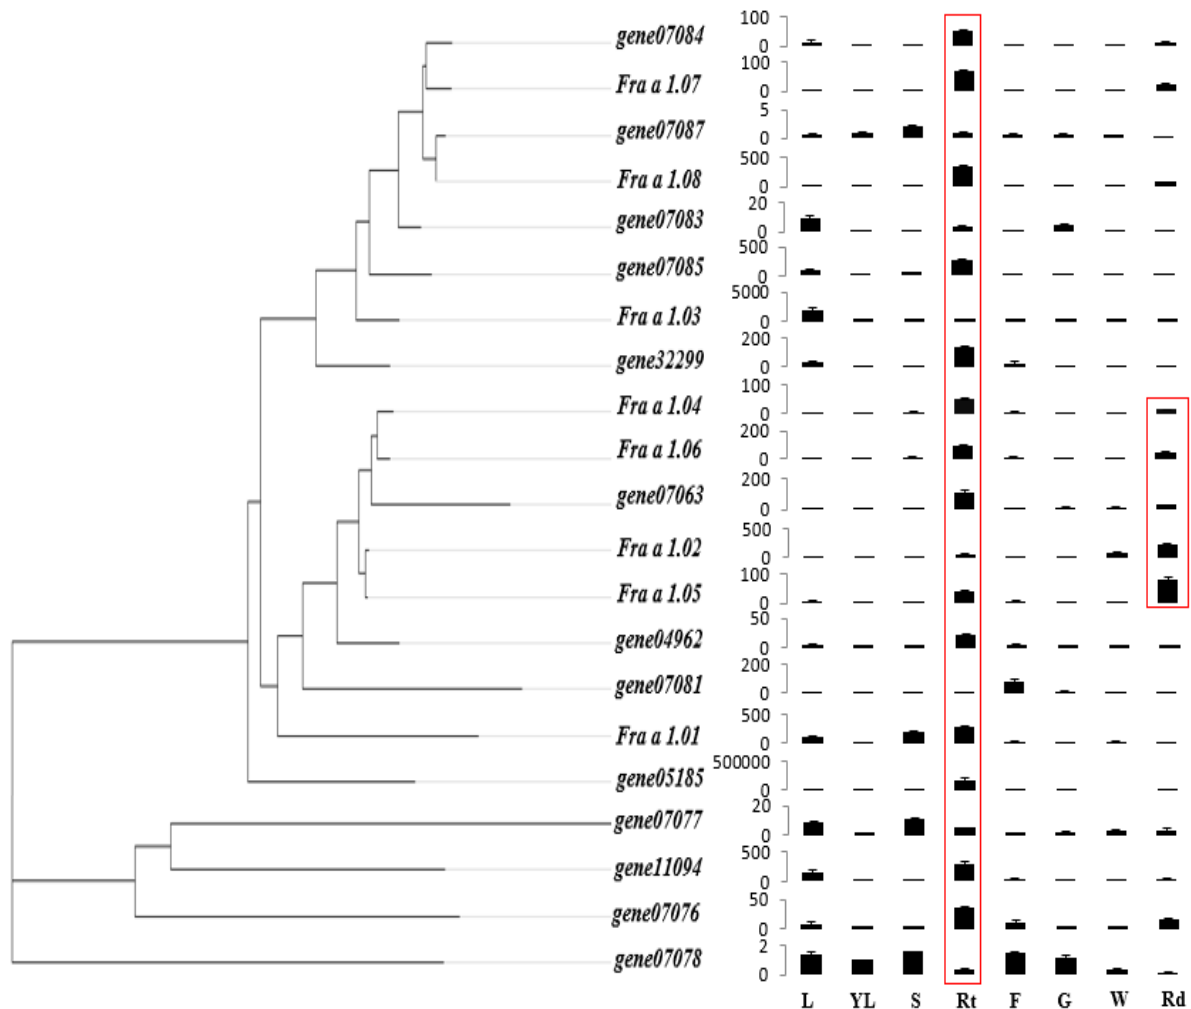 100
gene07084
0
100
Fra a 1.07
0
5
gene07087
0
500
Fra a 1.08
0
20
gene07083
0
500
gene07085
0
5000
Fra a 1.03
0
200
gene32299
0
100
Fra a 1.04
0
200
Fra a 1.06
0
200
gene07063
0
500
Fra a 1.02
0
100
Fra a 1.05
0
50
gene04962
0
200
gene07081
0
500
Fra a 1.01
0
500000
gene05185
0
20
gene07077
0
500
gene11094
0
50
gene07076
0
2
gene07078
0
L YL S Rt F G W Rd